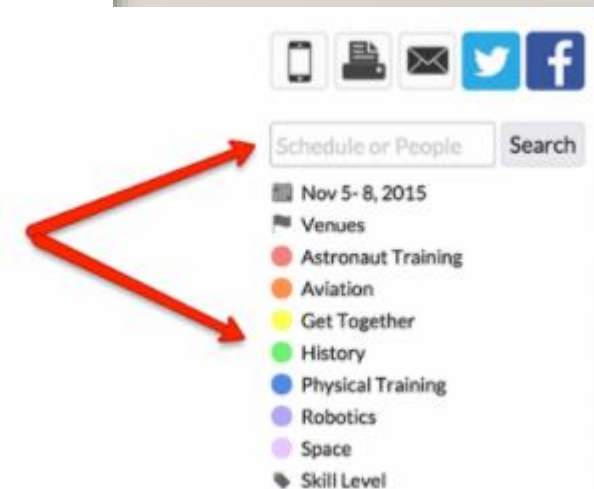 Schedule or People Search
Nov 5- 8, 2015
Venues
Astronaut Training
Aviation
Get Together
History
Physical Training
Robotics
Space
Skill Level